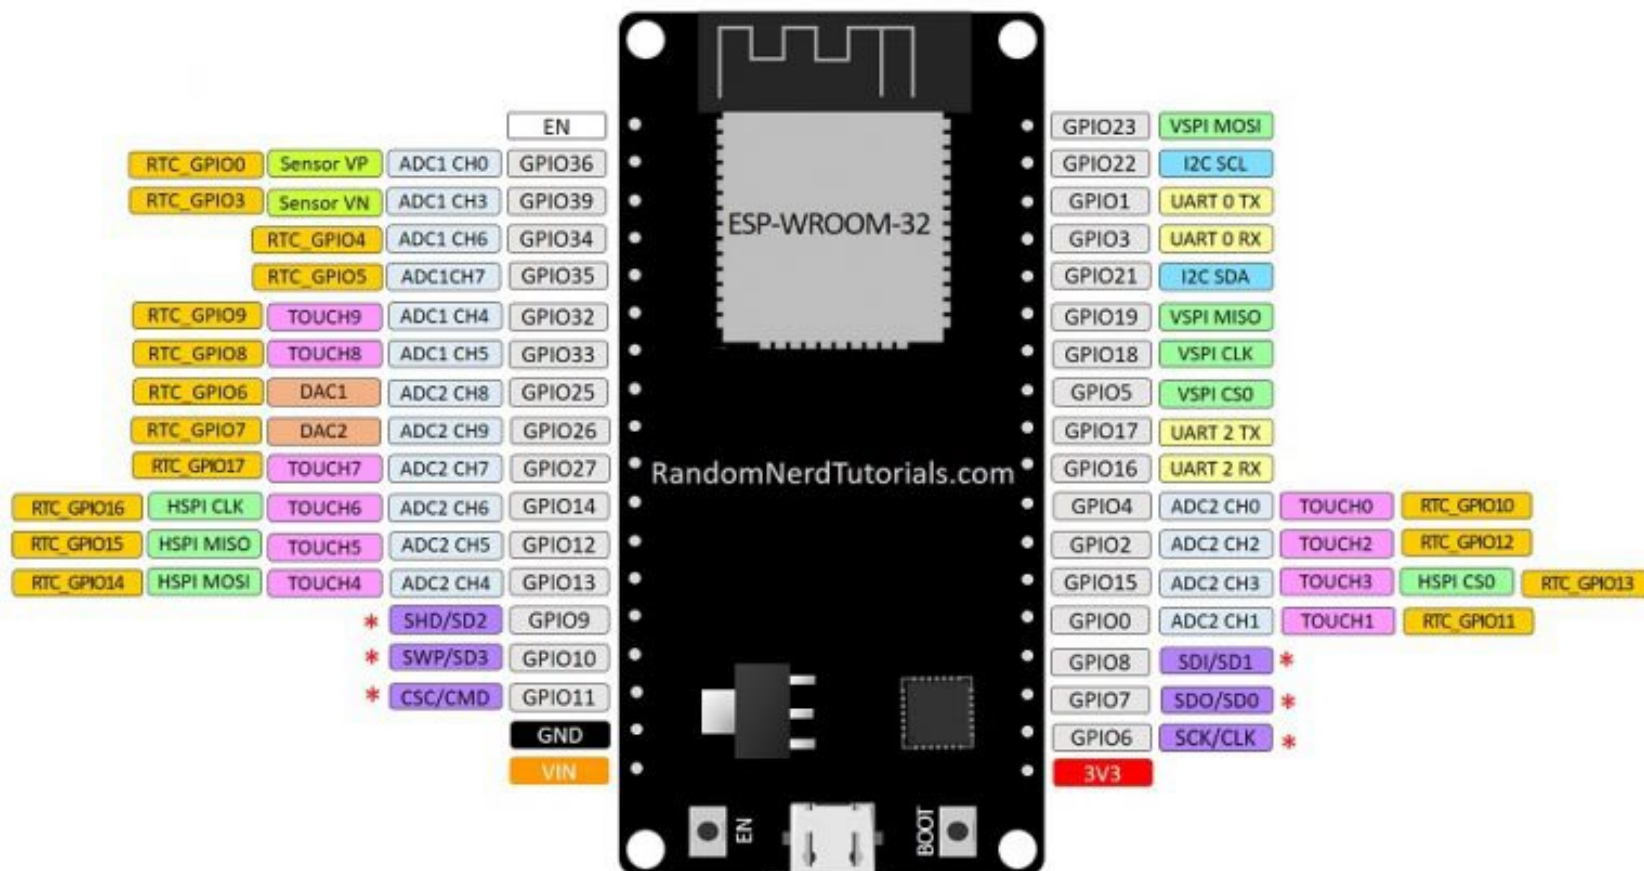 EN GPIO23 VSPI MOSI
RTC_GPIO0 Sensor VP ADC1 CH0 GPIO36 GPIO22 I2C SCL
RTC_GPIO3 Sensor VN ADC1 CH3 GPIO39 GPIO1 UART 0 TX
RTC_GPIO4 ADC1 CH6 GPIO34 ESP-WROOM-32 GPIO3 UART 0 RX
RTC_GPIO5 ADC1CH7 GPIO35 GPIO21 I2C SDA
RTC_GPIO9 TOUCH9 ADC1 CH4 GPIO32 GPIO19 VSPI MISO
RTC_GPIO8 TOUCH8 ADC1 CH5 GPIO33 GPIO18 VSPI CLK
RTC_GPIO6 DAC1 ADC2 CH8 GPIO25 GPIO5 VSPI CS0
RTC_GPIO7 DAC2 ADC2 CH9 GPIO26 GPIO17 UART 2 TX
RTC_GPIO17 TOUCH7 ADC2 CH7 GPIO27 RandomNerdTutorials.com GPIO16 UART 2 RX
RTC_GPIO16 HSPI CLK TOUCH6 ADC2 CH6 GPIO14 GPIO4 ADC2 CH0 TOUCH0 RTC_GPIO10
RTC_GPIO15 HSPI MISO TOUCH5 ADC2 CH5 GPIO12 GPIO2 ADC2 CH2 TOUCH2 RTC_GPIO12
RTC_GPIO14 HSPI MOSI TOUCH4 ADC2 CH4 GPIO13 GPIO15 ADC2 CH3 TOUCH3 HSPI CS0 RTC_GPIO13
* SHD/SD2 GPIO9 GPIO0 ADC2 CH1 TOUCH1 RTC_GPIO11
* SWP/SD3 GPIO10 GPIO8 SDI/SD1 *
* CSC/CMD GPIO11 GPIO7 SDO/SD0 *
GND GPIO6 SCK/CLK *
VIN 3V3
EN BOOT